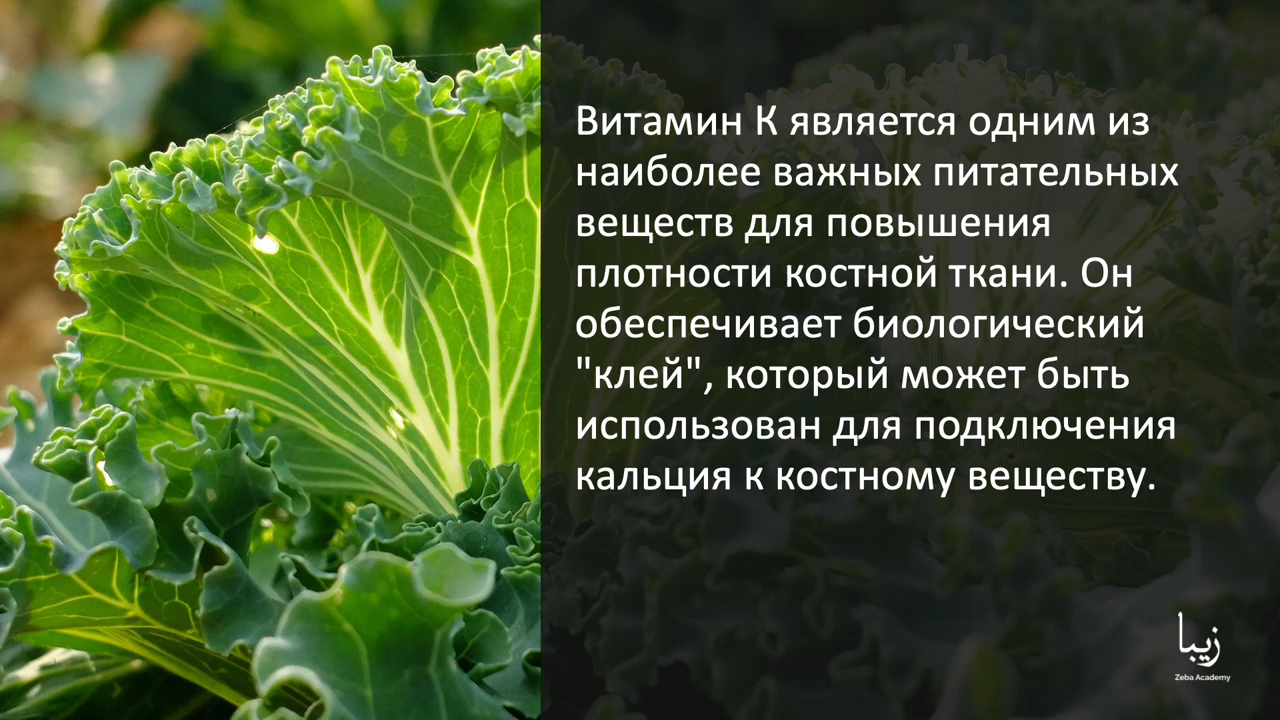 Витамин К является одним из
наиболее важных питательных
веществ для повышения
плотности костной ткани. Он
обеспечивает биологический
"клей", который может быть
использован для подключения
кальция к костному веществу.
زیبا
Zeba Academy